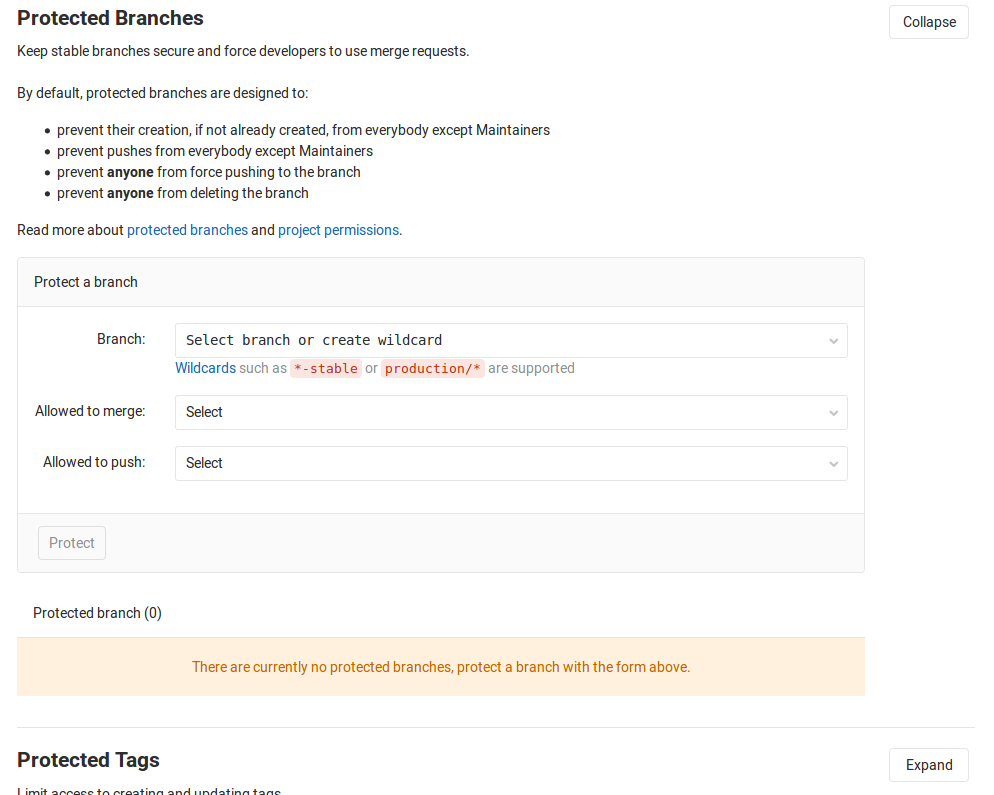 Protected Branches
Collapse
Keep stable branches secure and force developers to use merge requests.
By default, protected branches are designed to:
prevent their creation, if not already created, from everybody except Maintainers
prevent pushes from everybody except Maintainers
prevent anyone from force pushing to the branch
prevent anyone from deleting the branch
Read more about protected branches and project permissions.
Protect a branch
Branch:
Select branch or create wildcard
Wildcards such as *-stable or production/* are supported
Allowed to merge:
Select
Allowed to push:
Select
Protect
Protected branch (0)
There are currently no protected branches, protect a branch with the form above.
Protected Tags
Expand
Limit access to creating and updating tags.